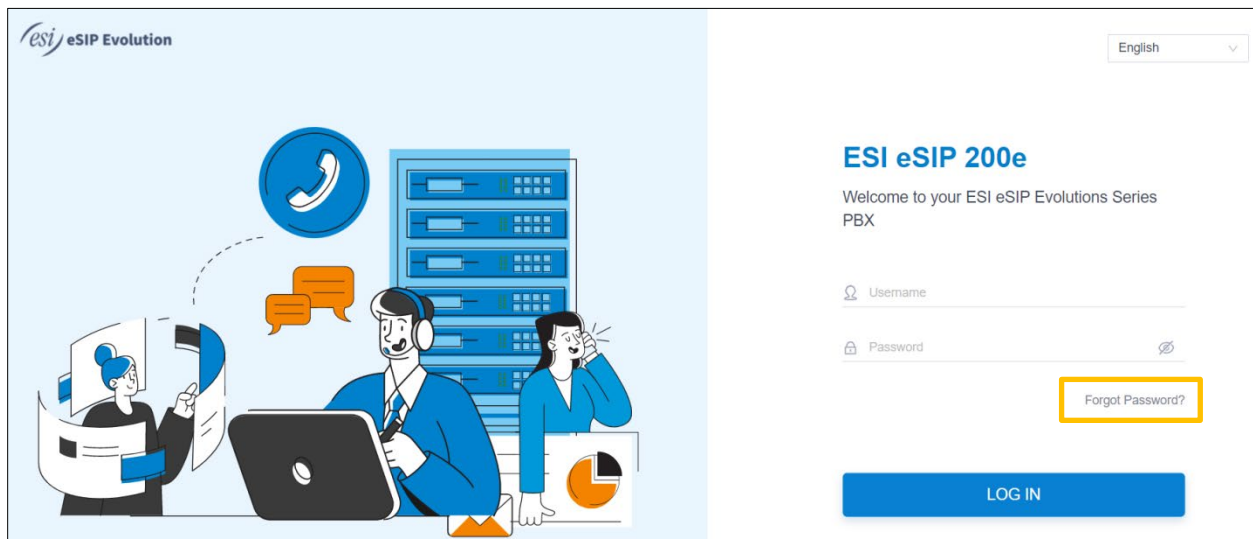 esi eSIP Evolution
English
ESI eSIP 200e
Welcome to your ESI eSIP Evolutions Series
PBX
Username
Password
Forgot Password?
LOG IN